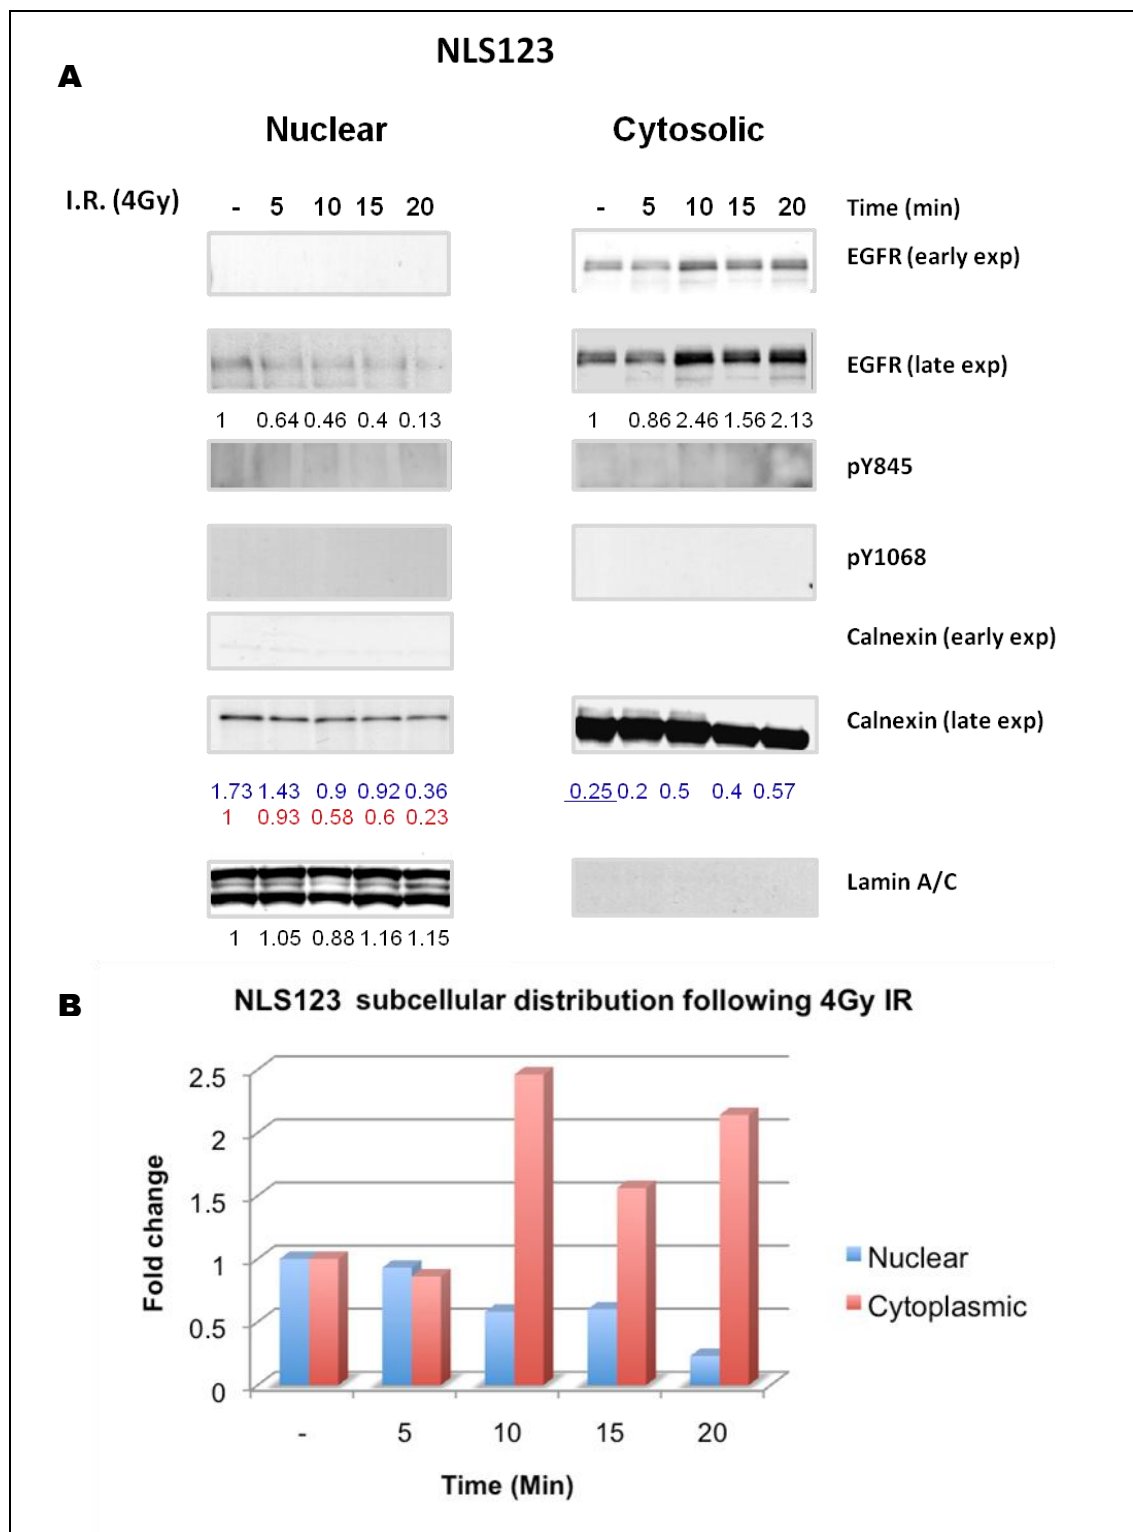 NLS123
A
Nuclear Cytosolic
I.R. (4Gy) - 5 10 15 20 - 5 10 15 20 Time (min)
EGFR (early exp)
EGFR (late exp)
1 0.64 0.46 0.4 0.13 1 0.86 2.46 1.56 2.13
pY845
pY1068
Calnexin (early exp)
Calnexin (late exp)
1.73 1.43 0.9 0.92 0.36 0.25 0.2 0.5 0.4 0.57
1 0.93 0.58 0.6 0.23
Lamin A/C
1 1.05 0.88 1.16 1.15
B
NLS123 subcellular distribution following 4Gy IR
2.5
2
1.5
1
0.5
0
Fold change
- 5 10 15 20
Time (Min)
Nuclear
Cytoplasmic